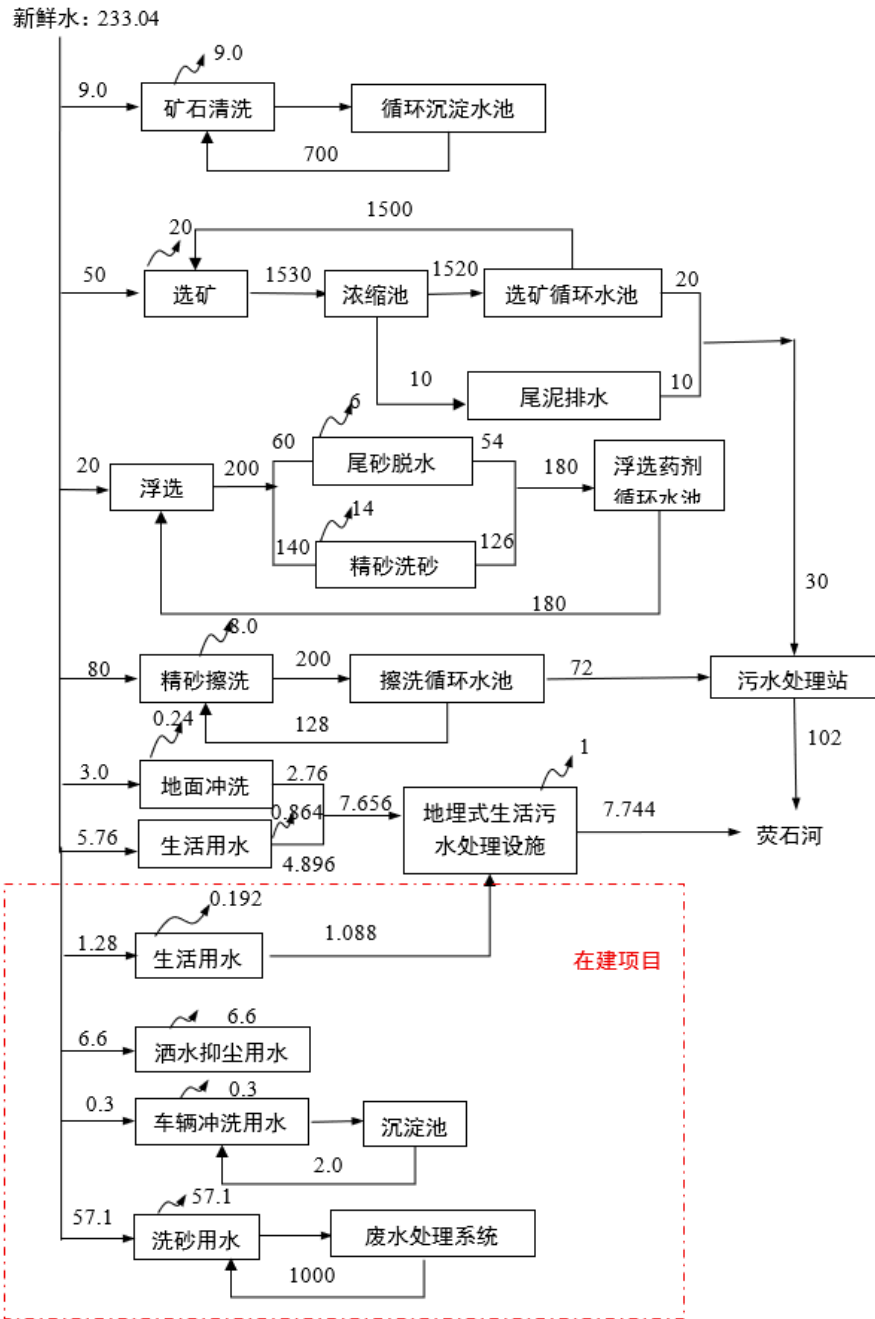 新鲜水：233.04
9.0
9.0
矿石清洗
循环沉淀水池
700
1500
20
50
选矿
1530
浓缩池
1520
选矿循环水池
20
10
尾泥排水
10
6
60
尾砂脱水
54
20
浮选
200
180
浮选药剂
循环水池
14
140
精砂洗砂
126
180
30
8.0
80
精砂擦洗
200
擦洗循环水池
72
污水处理站
128
102
0.24
3.0
地面冲洗
2.76
1
0.864
7.656
地埋式生活污
水处理设施
7.744
荧石河
5.76
生活用水
4.896
0.192
1.28
生活用水
1.088
在建项目
6.6
6.6
洒水抑尘用水
0.3
0.3
车辆冲洗用水
沉淀池
2.0
57.1
57.1
洗砂用水
废水处理系统
1000